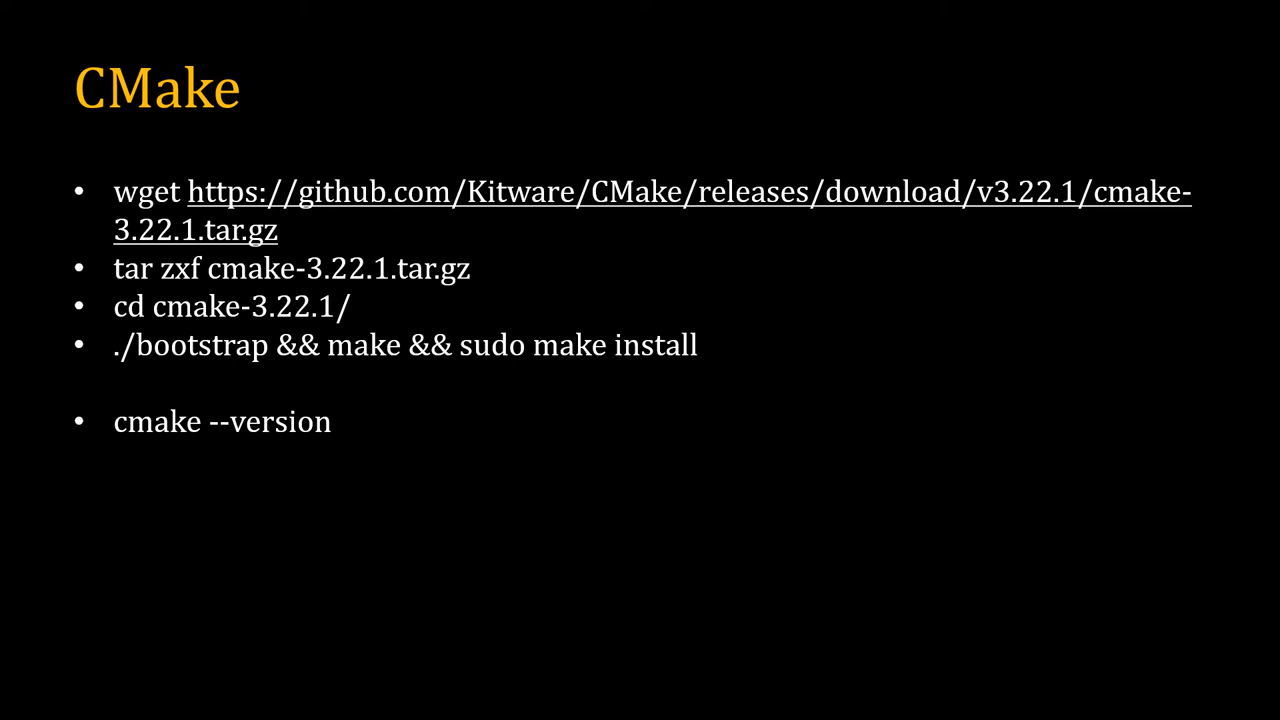 CMake
• wget https://github.com/Kitware/CMake/releases/download/v3.22.1/cmake-
3.22.1.tar.gz
• tar zxf cmake-3.22.1.tar.gz
• cd cmake-3.22.1/
• ./bootstrap && make && sudo make install
• cmake --version